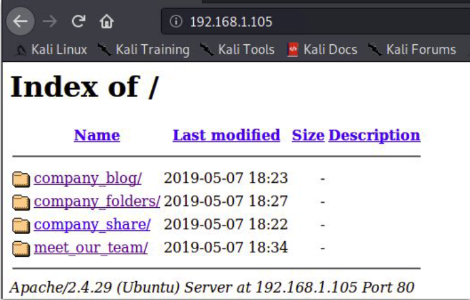 192.168.1.105
Kali Linux Kali Training Kali Tools Kali Docs Kali Forums
Index of /
Name Last modified Size Description
company_blog/ 2019-05-07 18:23 -
company_folders/ 2019-05-07 18:27 -
company_share/ 2019-05-07 18:22 -
meet_our_team/ 2019-05-07 18:34 -
Apache/2.4.29 (Ubuntu) Server at 192.168.1.105 Port 80